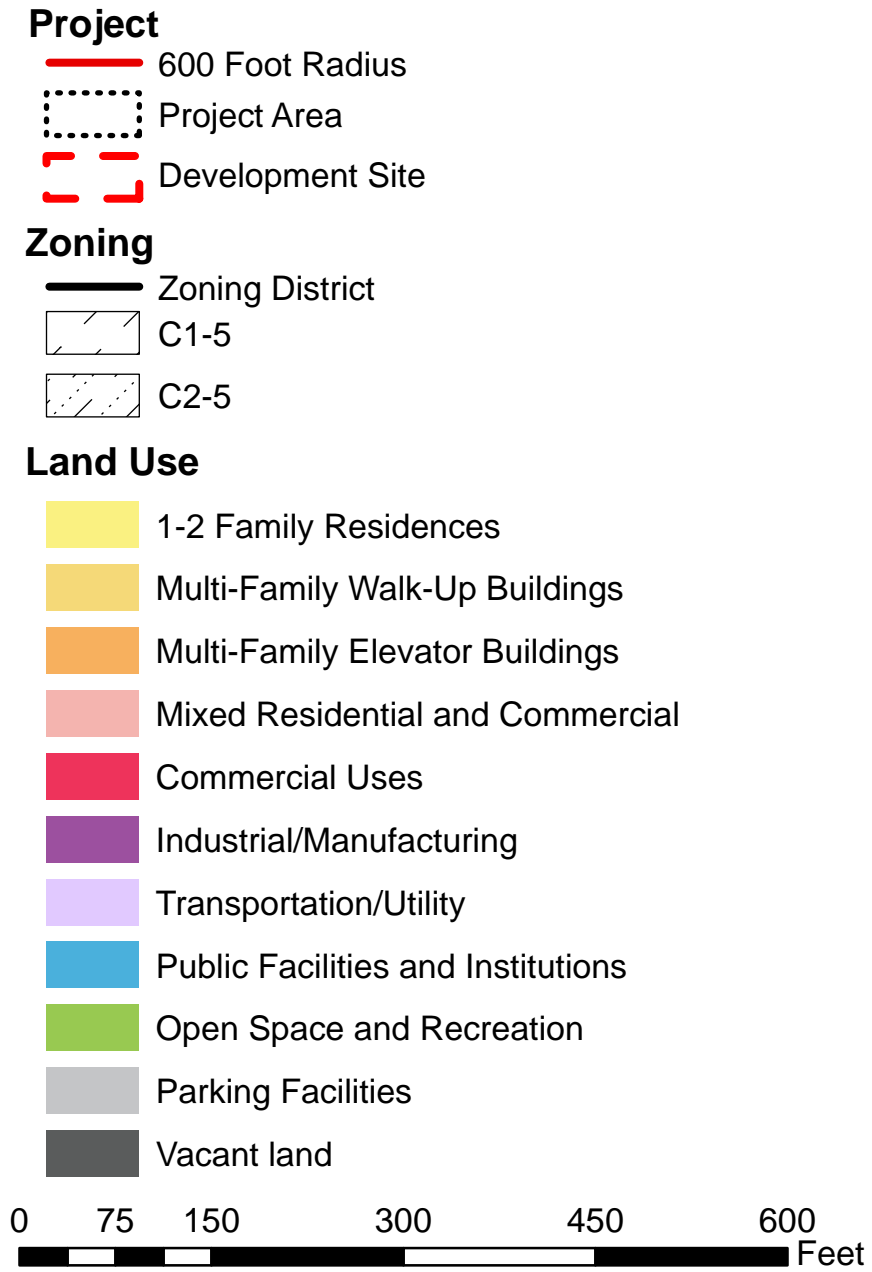 Project
600 Foot Radius
Project Area
Development Site
Zoning
Zoning District
C1-5
C2-5
Land Use
1-2 Family Residences
Multi-Family Walk-Up Buildings
Multi-Family Elevator Buildings
Mixed Residential and Commercial
Commercial Uses
Industrial/Manufacturing
Transportation/Utility
Public Facilities and Institutions
Open Space and Recreation
Parking Facilities
Vacant land
0 75 150 300 450 600
Feet